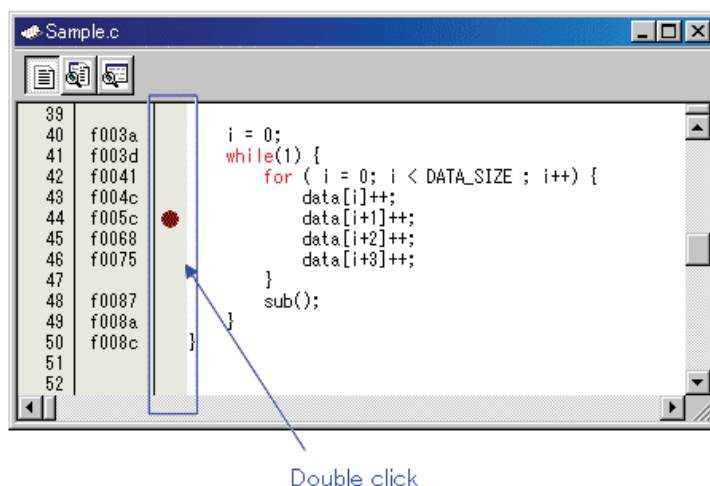 Sample.c
39
40 f003a i = 0;
41 f003d while(1) {
42 f0041 for ( i = 0; i < DATA_SIZE ; i++) {
43 f004c data[i]++;
44 f005c data[i+1]++;
45 f0068 data[i+2]++;
46 f0075 data[i+3]++;
47 }
48 f0087 sub();
49 f008a }
50 f008c }
51
52
Double click